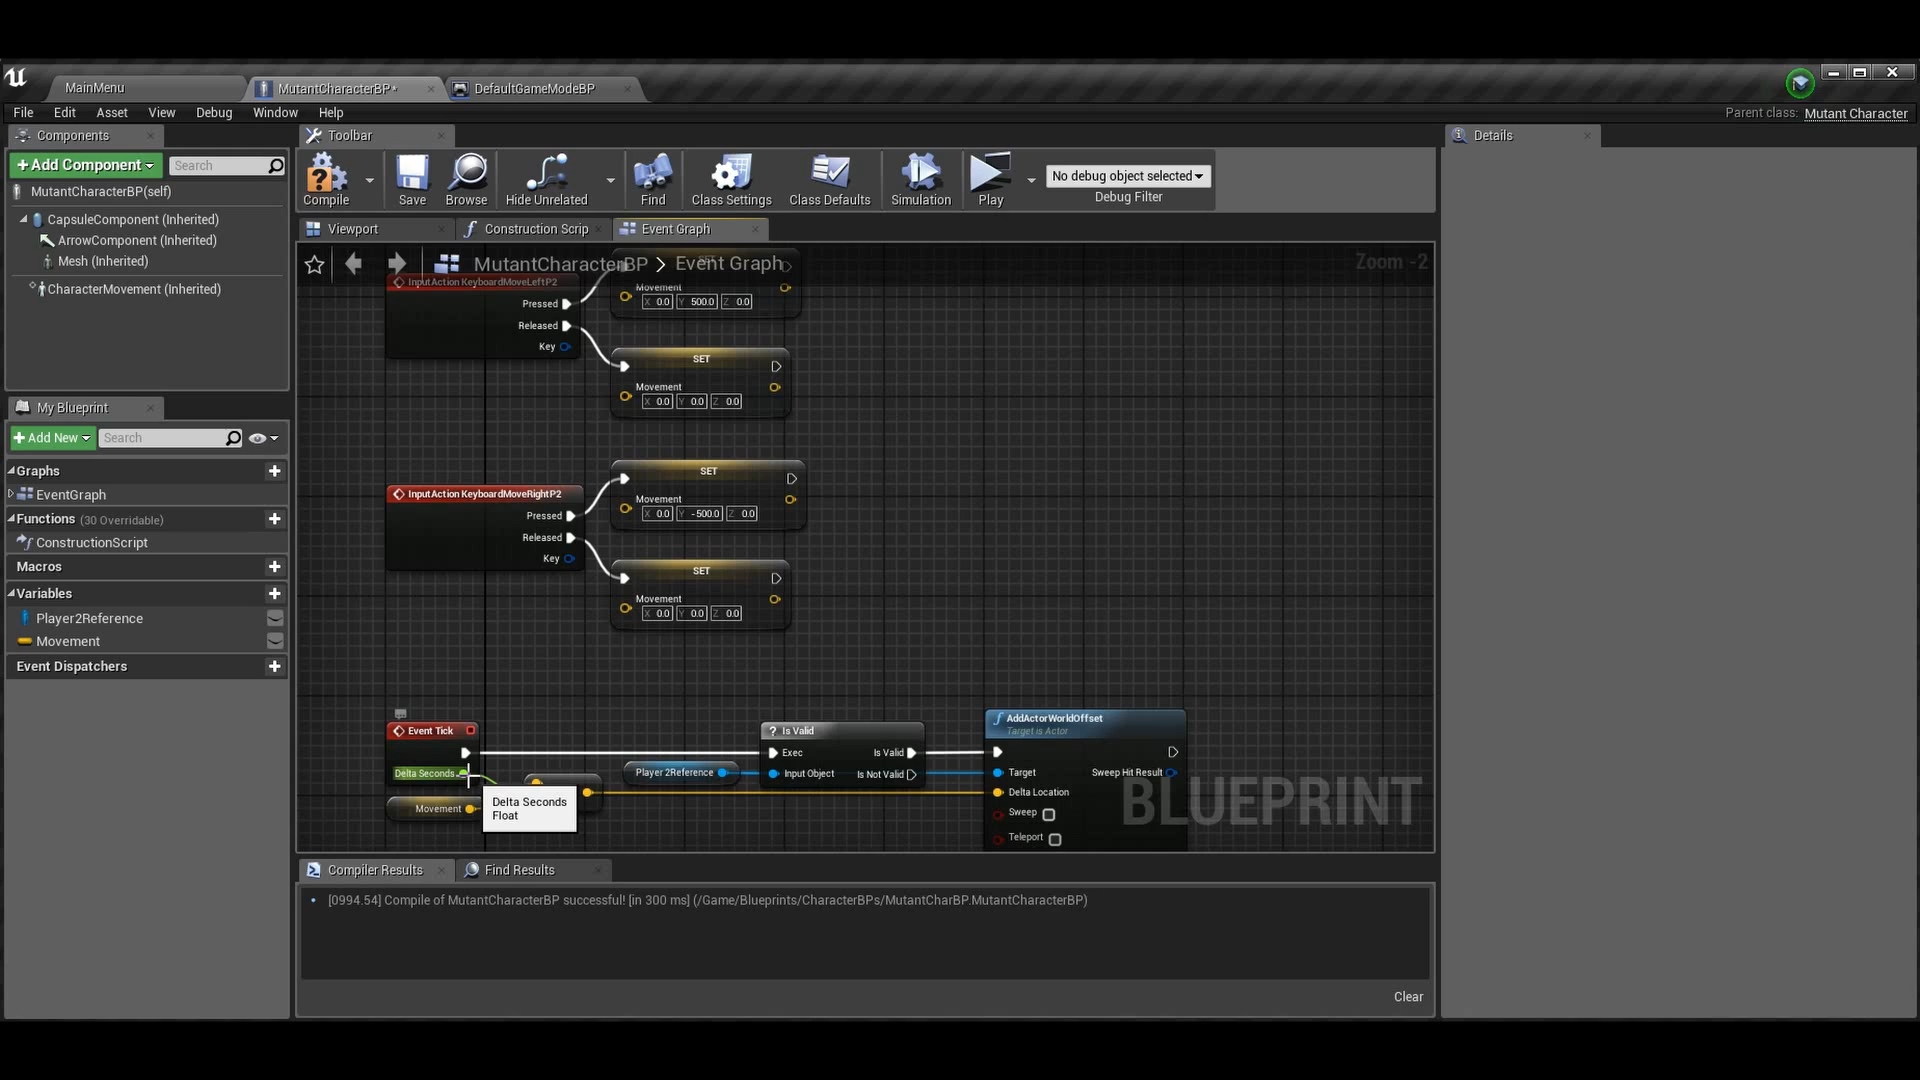 MainMenu
MutantCharacterBP*
DefaultGameModeBP
File Edit Asset View Debug Window Help
Parent class: Mutant Character
Components
Toolbar
Details
+Add Component
Search
Compile
Save
Browse
Hide Unrelated
Find
Class Settings
Class Defaults
Simulation
Play
No debug object selected
Debug Filter
MutantCharacterBP(self)
CapsuleComponent (Inherited)
ArrowComponent (Inherited)
Mesh (Inherited)
CharacterMovement (Inherited)
Viewport
Construction Scrip
Event Graph
MutantCharacterBP > Event Graph
Zoom -2
InputAction KeyboardMoveLeftP2
Pressed
Released
Key
Movement
X 0.0 Y 500.0 Z 0.0
SET
Movement
X 0.0 Y 0.0 Z 0.0
My Blueprint
+Add New
Search
Graphs
EventGraph
Functions (30 Overridable)
ConstructionScript
Macros
Variables
Player2Reference
Movement
Event Dispatchers
InputAction KeyboardMoveRightP2
Pressed
Released
Key
SET
Movement
X 0.0 Y -500.0 Z 0.0
SET
Movement
X 0.0 Y 0.0 Z 0.0
Event Tick
Delta Seconds
Movement
Delta Seconds
Float
Player 2Reference
? Is Valid
Exec
Is Valid
Input Object
Is Not Valid
AddActorWorldOffset
Target is Actor
Target
Sweep Hit Result
Delta Location
Sweep
Teleport
BLUEPRINT
Compiler Results
Find Results
[0994.54] Compile of MutantCharacterBP successful! [in 300 ms] (/Game/Blueprints/CharacterBPs/MutantCharBP.MutantCharacterBP)
Clear